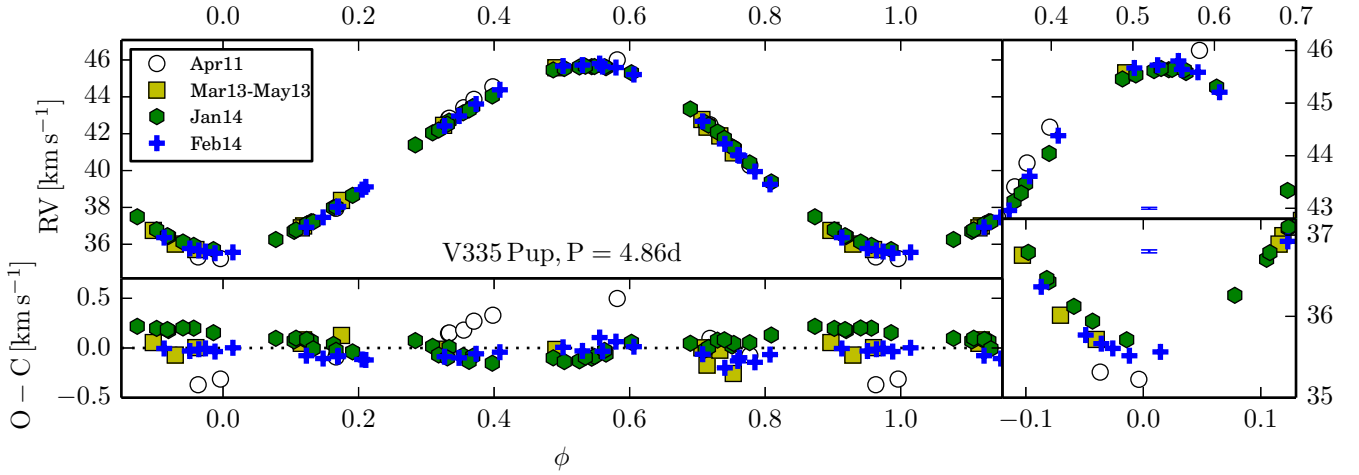 0.0 0.2 0.4 0.6 0.8 1.0 0.4 0.5 0.6 0.7
46
44
42
40
38
36
RV [km s−1]
Apr11
Mar13-May13
Jan14
Feb14
V335 Pup, P = 4.86d
46
45
44
43
37
36
35
0.5
0.0
−0.5
O − C [km s−1]
0.0 0.2 0.4 0.6 0.8 1.0 −0.1 0.0 0.1
ϕ